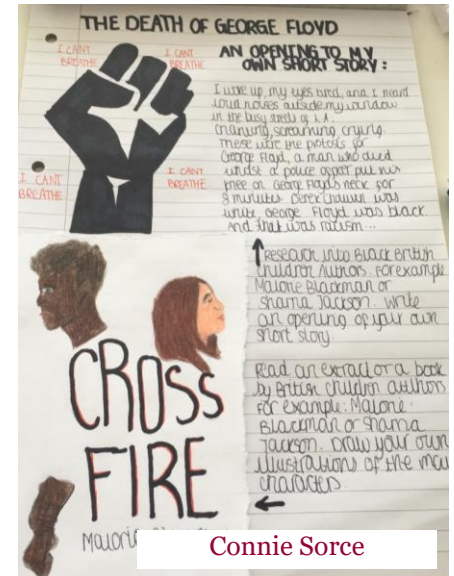 THE DEATH OF GEORGE FLOYD
I CANT
BREATHE
I CANT
BREATHE
I CANT
BREATHE
I CANT
BREATHE
AN OPENING TO MY
OWN SHORT STORY:
I woke up, my eyes tired, and I heard
loud noises outside my window
in the busy streets of L.A.
Chanting, screaming, crying.
These were the protests for
George Floyd, a man who died
whilst a police officer put his
knee on George Floyds neck for
8 minutes. Derek Chauvin was
white, George Floyd was black.
And that was racism...
Research into Black British
children Authors. For example
Malorie Blackman or
Shama Jackson. Write
an opening of your own
short story.
Read an extract or a book
by British children authors
for example: Malorie
Blackman or Shama
Jackson. Draw your own
illustrations of the
character.
CROSS
FIRE
Connie Sorce